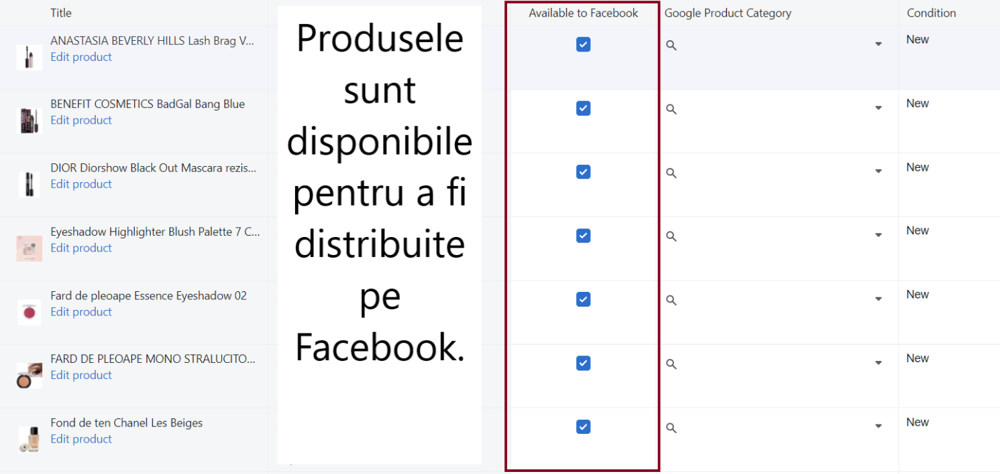 Title
Available to Facebook
Google Product Category
Condition
ANASTASIA BEVERLY HILLS Lash Brag V...
Edit product
New
BENEFIT COSMETICS BadGal Bang Blue
Edit product
New
DIOR Diorshow Black Out Mascara rezis...
Edit product
New
Eyeshadow Highlighter Blush Palette 7 C...
Edit product
New
Fard de pleoape Essence Eyeshadow 02
Edit product
New
FARD DE PLEOAPE MONO STRALUCITO...
Edit product
New
Fond de ten Chanel Les Beiges
Edit product
New
Produsele
sunt
disponibile
pentru a fi
distribuite
pe
Facebook.